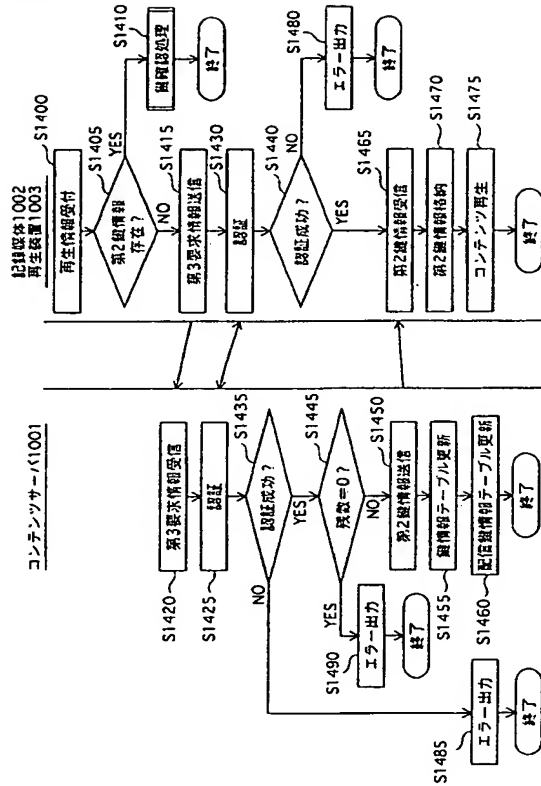 コンテンツサーバ1001
S1420
第3要求情報受信
S1425
認証
S1435
認証成功？
NO
YES
S1445
残数=0？
YES
NO
S1490
エラー出力
終了
S1450
第2鍵情報送信
S1455
鍵情報テーブル更新
S1460
配信鍵情報テーブル更新
終了
S1485
エラー出力
終了
記録媒体1002
再生装置1003
S1400
再生情報受付
S1405
第2鍵情報
存在？
YES
NO
S1410
鍵確認処理
終了
S1415
第3要求情報送信
S1430
認証
S1440
認証成功？
NO
YES
S1480
エラー出力
終了
S1465
第2鍵情報受信
S1470
第2鍵情報格納
S1475
コンテンツ再生
終了